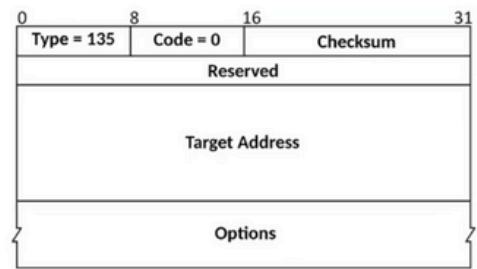 0 8 16 31
Type = 135 Code = 0 Checksum
Reserved
Target Address
Options